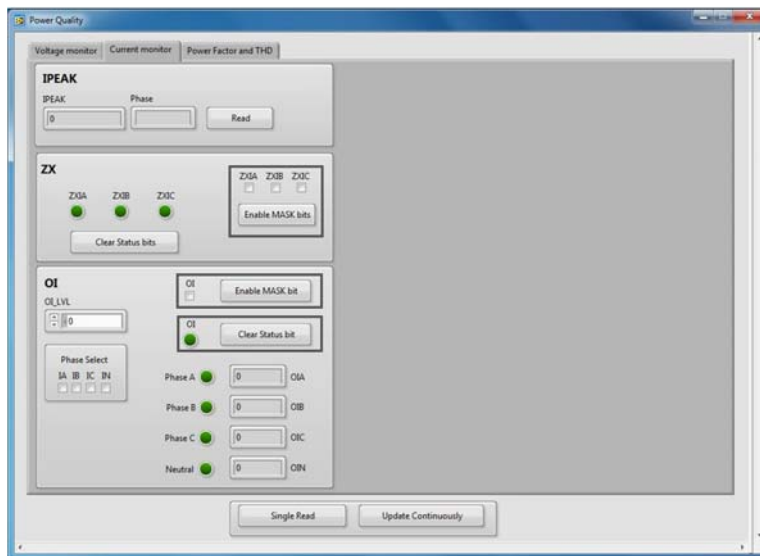 Power Quality
Voltage monitor Current monitor Power Factor and THD
IPEAK
IPEAK Phase
0 Read
ZX
ZXIA ZXIB ZXIC
ZXIA ZXIB ZXIC
Enable MASK bits
Clear Status bits
OI
OI_LVL
0
OI
Enable MASK bit
OI
Clear Status bit
Phase Select
IA IB IC IN
Phase A 0 OIA
Phase B 0 OIB
Phase C 0 OIC
Neutral 0 OIN
Single Read Update Continuously